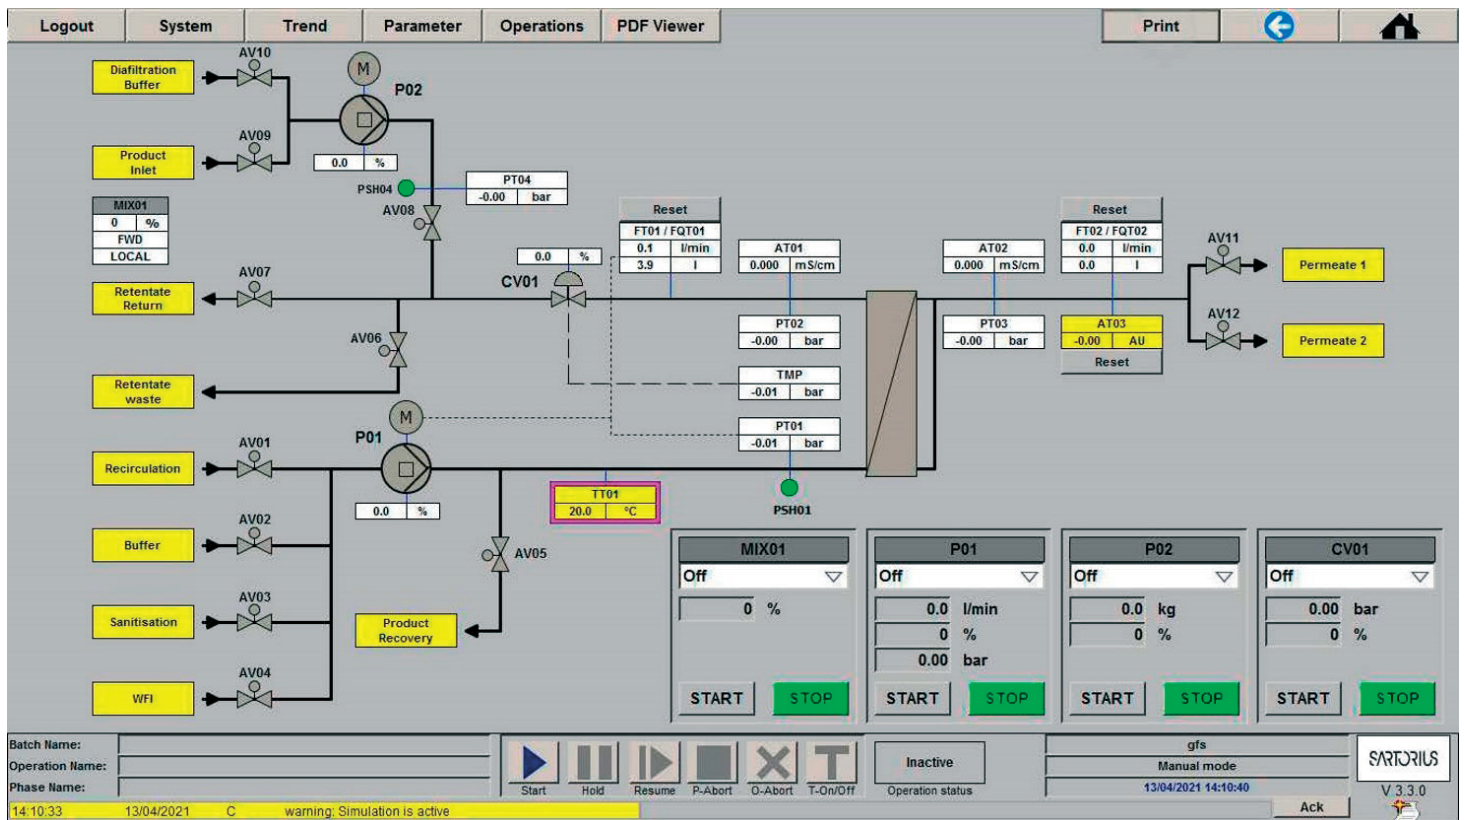 Logout System Trend Parameter Operations PDF Viewer Print
AV10
Diafiltration
Buffer
M
P02
AV09
Product
Inlet
0.0 %
PSH04
PT04
-0.00 bar
MIX01
0 %
FWD
LOCAL
AV08
Reset
FT01 / FQT01
0.1 l/min
3.9 l
AT01
0.000 mS/cm
AT02
0.000 mS/cm
Reset
FT02 / FQT02
0.0 l/min
0.0 l
AV11
Permeate 1
AV07
Retentate
Return
0.0 %
CV01
AV06
PT02
-0.00 bar
PT03
-0.00 bar
AT03
-0.00 AU
Reset
AV12
Permeate 2
Retentate
waste
TMP
-0.01 bar
M
P01
PT01
-0.01 bar
AV01
Recirculation
0.0 %
TT01
20.0 °C
PSH01
AV02
Buffer
AV05
AV03
Sanitisation
Product
Recovery
AV04
WFI
MIX01
Off
0 %
START STOP
P01
Off
0.0 l/min
0 %
0.00 bar
START STOP
P02
Off
0.0 kg
0 %
START STOP
CV01
Off
0.00 bar
0 %
START STOP
Batch Name:
Operation Name:
Phase Name:
Start Hold Resume P-Abort O-Abort T-On/Off
T
Inactive
Operation status
gfs
Manual mode
13/04/2021 14:10:40
SARTORIUS
V 3.3.0
14:10:33 13/04/2021 C warning: Simulation is active
Ack